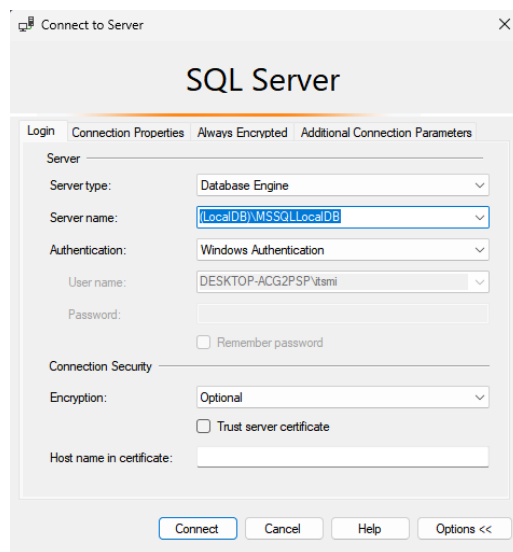 Connect to Server
SQL Server
Login Connection Properties Always Encrypted Additional Connection Parameters
Server
Server type: Database Engine
Server name: (LocalDB)\MSSQLLocalDB
Authentication: Windows Authentication
User name: DESKTOP-ACG2PSP\itsmi
Password:
Remember password
Connection Security
Encryption: Optional
Trust server certificate
Host name in certificate:
Connect Cancel Help Options <<